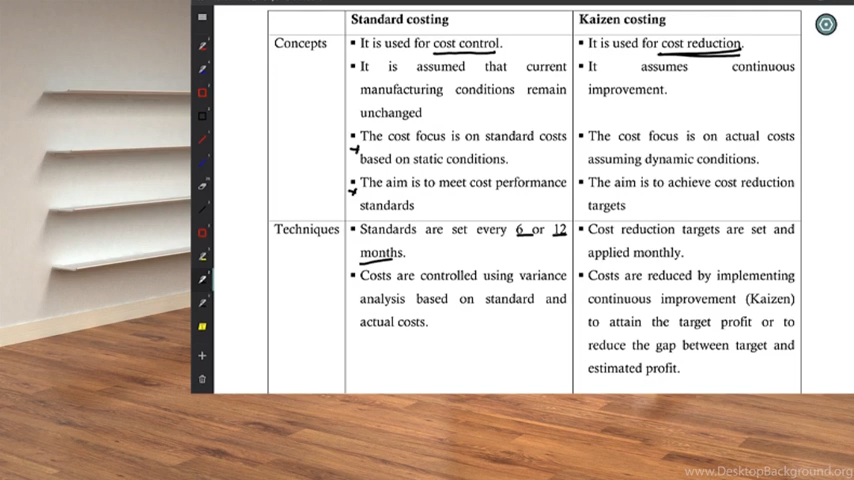 Standard costing
Kaizen costing
Concepts
▪ It is used for cost control.
▪ It is assumed that current
manufacturing conditions remain
unchanged
▪ The cost focus is on standard costs
based on static conditions.
▪ The aim is to meet cost performance
standards
▪ It is used for cost reduction.
▪ It assumes continuous
improvement.
▪ The cost focus is on actual costs
assuming dynamic conditions.
▪ The aim is to achieve cost reduction
targets
Techniques
▪ Standards are set every 6 or 12
months.
▪ Costs are controlled using variance
analysis based on standard and
actual costs.
▪ Cost reduction targets are set and
applied monthly.
▪ Costs are reduced by implementing
continuous improvement (Kaizen)
to attain the target profit or to
reduce the gap between target and
estimated profit.
www.DesktopBackground.org